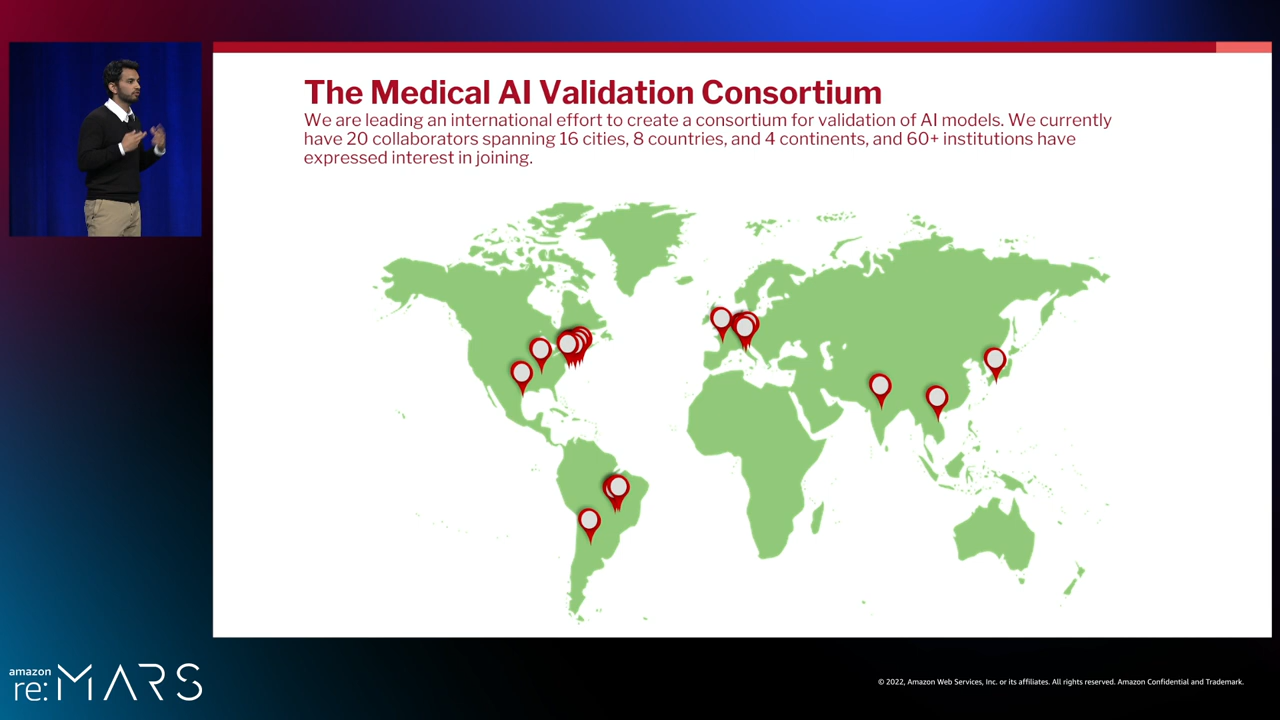 The Medical AI Validation Consortium
We are leading an international effort to create a consortium for validation of AI models. We currently
have 20 collaborators spanning 16 cities, 8 countries, and 4 continents, and 60+ institutions have
expressed interest in joining.
amazon
re:MARS
© 2022, Amazon Web Services, Inc. or its affiliates. All rights reserved. Amazon Confidential and Trademark.